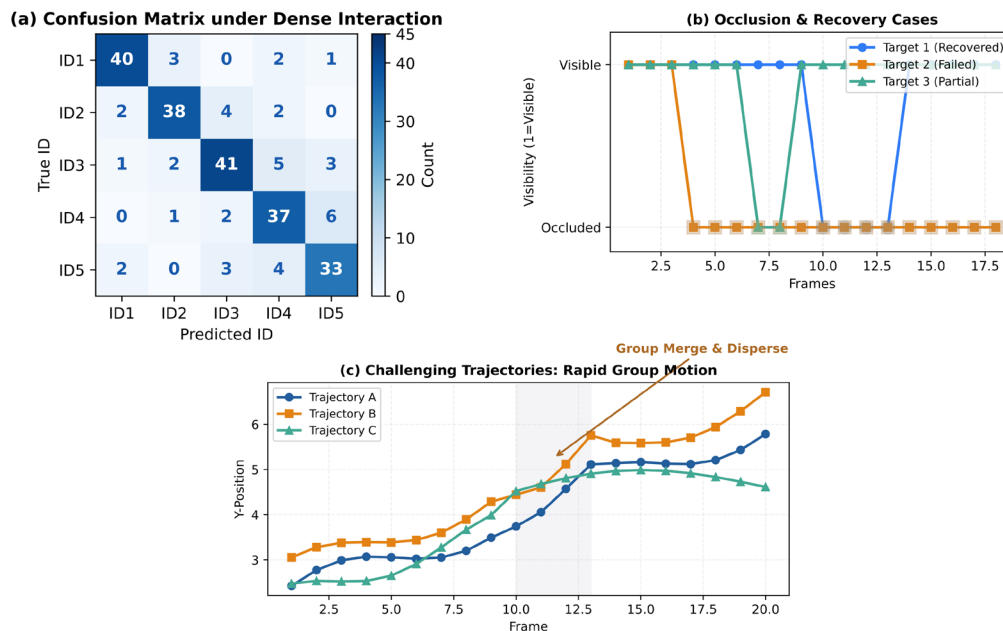 (a) Confusion Matrix under Dense Interaction
True ID
ID1
ID2
ID3
ID4
ID5
40 3 0 2 1
2 38 4 2 0
1 2 41 5 3
0 1 2 37 6
2 0 3 4 33
ID1 ID2 ID3 ID4 ID5
Predicted ID
45
40
30
20
10
0
Count
(b) Occlusion & Recovery Cases
Visibility (1=Visible)
Visible
Occluded
Target 1 (Recovered)
Target 2 (Failed)
Target 3 (Partial)
2.5 5.0 7.5 10.0 12.5 15.0 17.5
Frames
Group Merge & Disperse
(c) Challenging Trajectories: Rapid Group Motion
Trajectory A
Trajectory B
Trajectory C
Y-Position
6
5
4
3
2.5 5.0 7.5 10.0 12.5 15.0 17.5 20.0
Frame